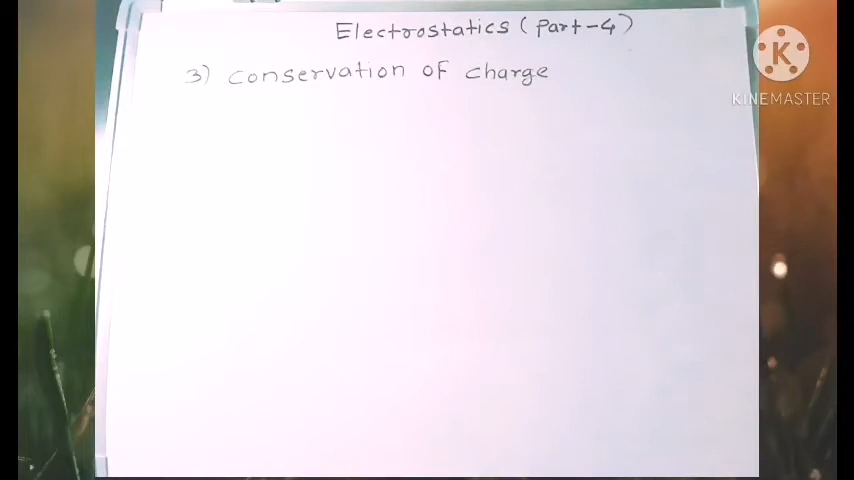 Electrostatics (Part-4)
3) Conservation of charge
K
KINEMASTER